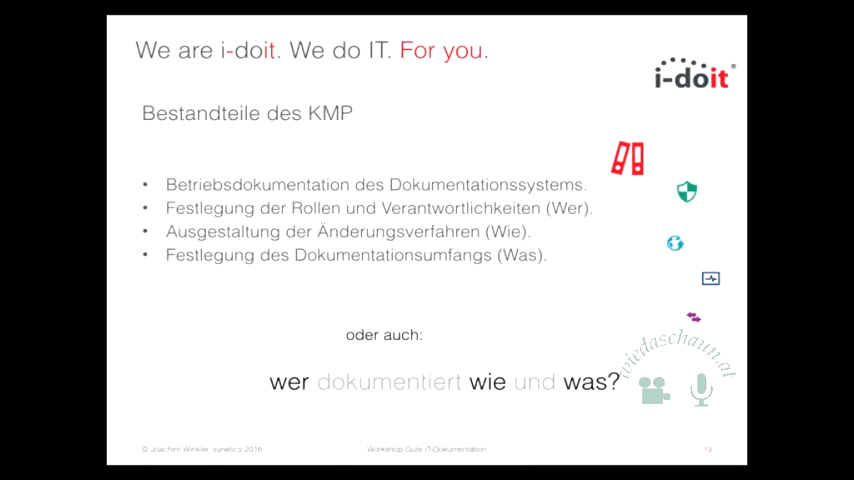 We are i-doit. We do IT. For you.
i-doit®
Bestandteile des KMP
• Betriebsdokumentation des Dokumentationssystems.
• Festlegung der Rollen und Verantwortlichkeiten (Wer).
• Ausgestaltung der Änderungsverfahren (Wie).
• Festlegung des Dokumentationsumfangs (Was).
oder auch:
wer dokumentiert wie und was?
wiedaschaun.at
© Joachim Winkler synetics 2016
Workshop Gute IT-Dokumentation
13